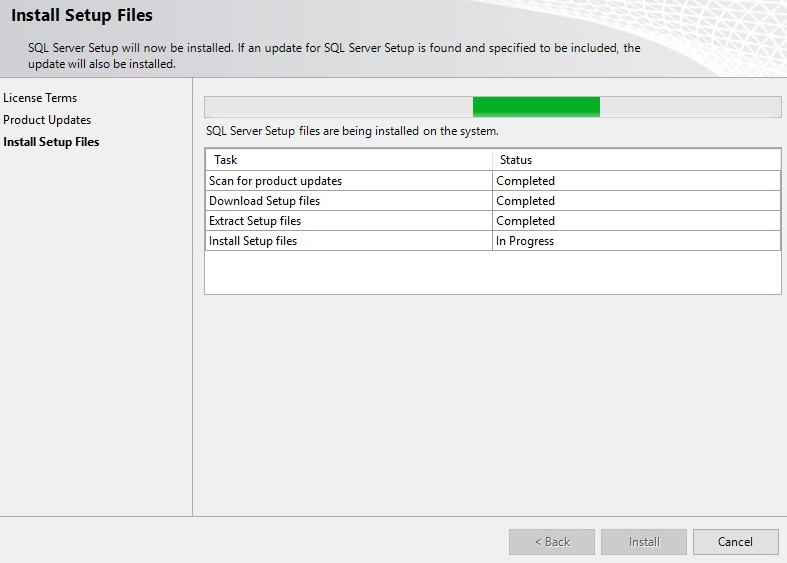 Install Setup Files
SQL Server Setup will now be installed. If an update for SQL Server Setup is found and specified to be included, the
update will also be installed.
License Terms
Product Updates
Install Setup Files
SQL Server Setup files are being installed on the system.
Task Status
Scan for product updates Completed
Download Setup files Completed
Extract Setup files Completed
Install Setup files In Progress
< Back Install Cancel